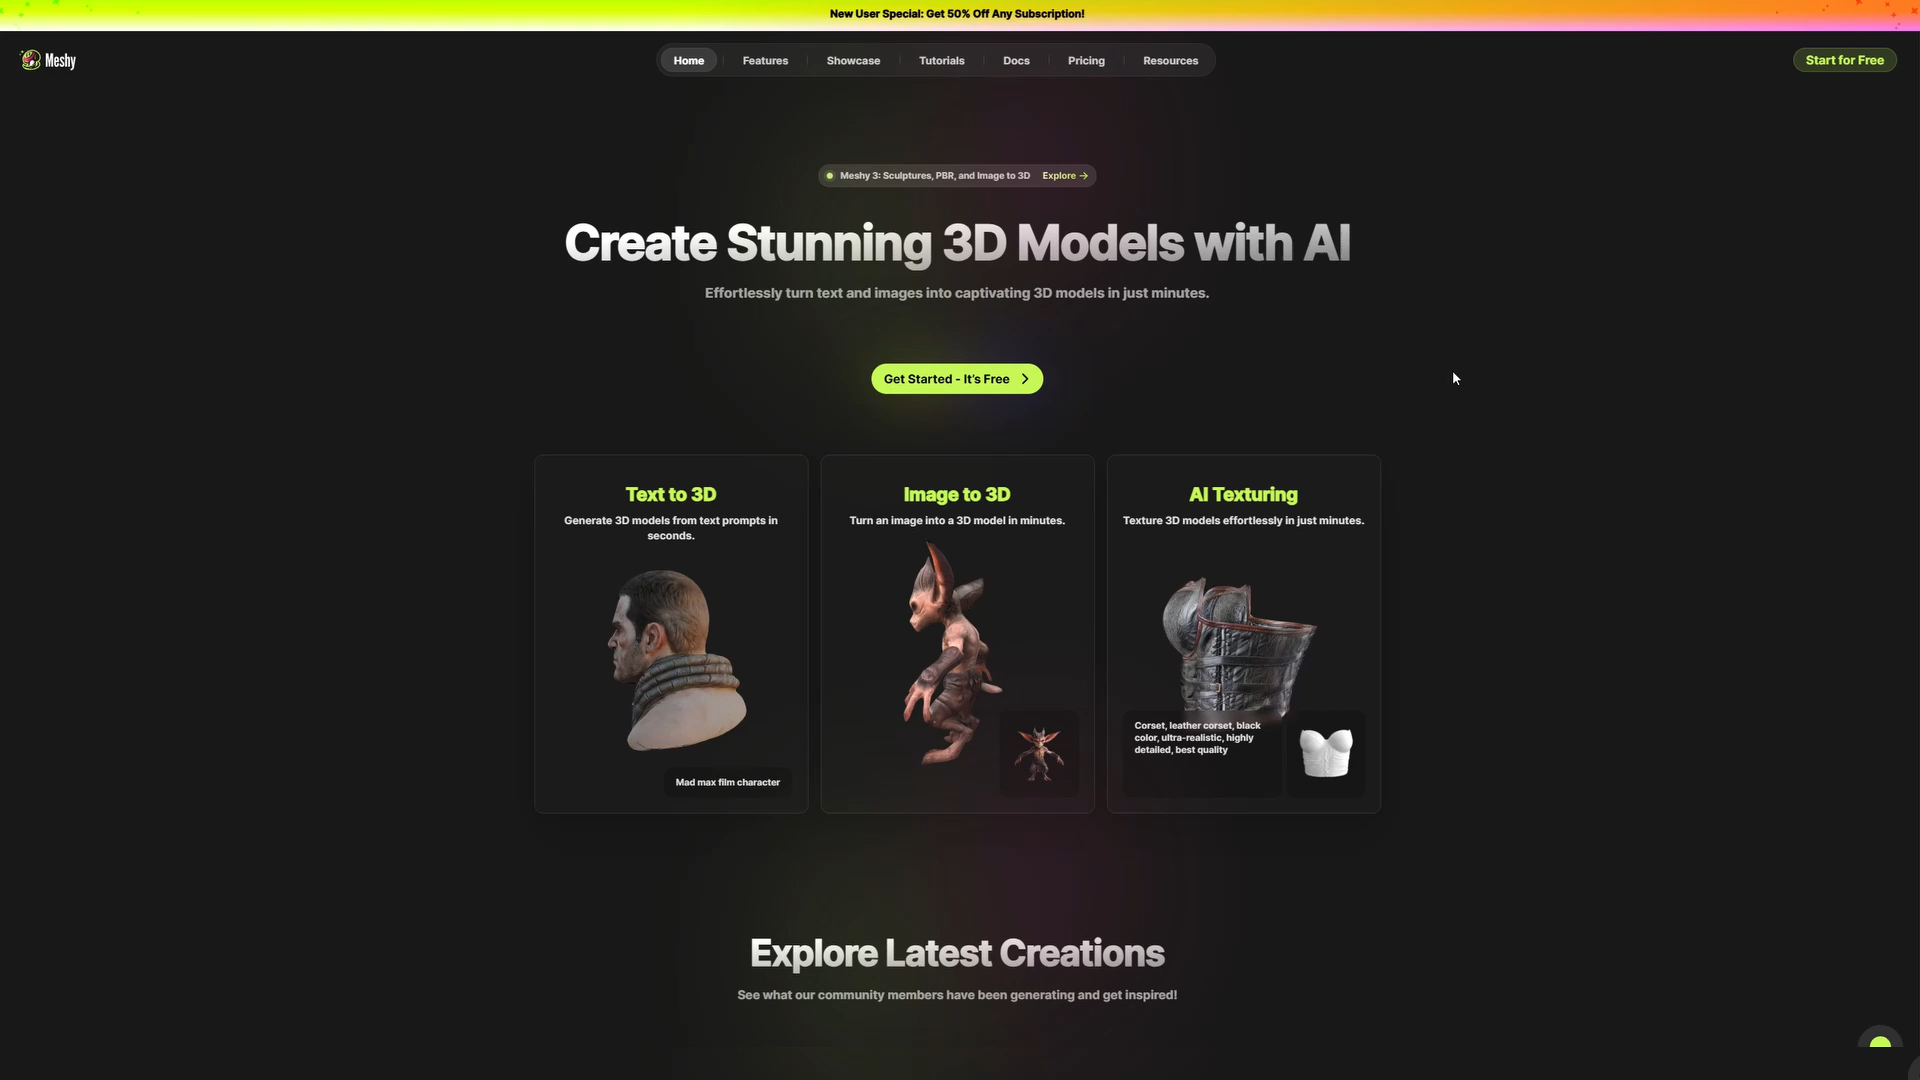 New User Special: Get 50% Off Any Subscription!
Meshy
Home
Features
Showcase
Tutorials
Docs
Pricing
Resources
Start for Free
Meshy 3: Sculptures, PBR, and Image to 3D Explore →
Create Stunning 3D Models with AI
Effortlessly turn text and images into captivating 3D models in just minutes.
Get Started - It's Free
Text to 3D
Generate 3D models from text prompts in
seconds.
Mad max film character
Image to 3D
Turn an image into a 3D model in minutes.
AI Texturing
Texture 3D models effortlessly in just minutes.
Corset, leather corset, black
color, ultra-realistic, highly
detailed, best quality
Explore Latest Creations
See what our community members have been generating and get inspired!